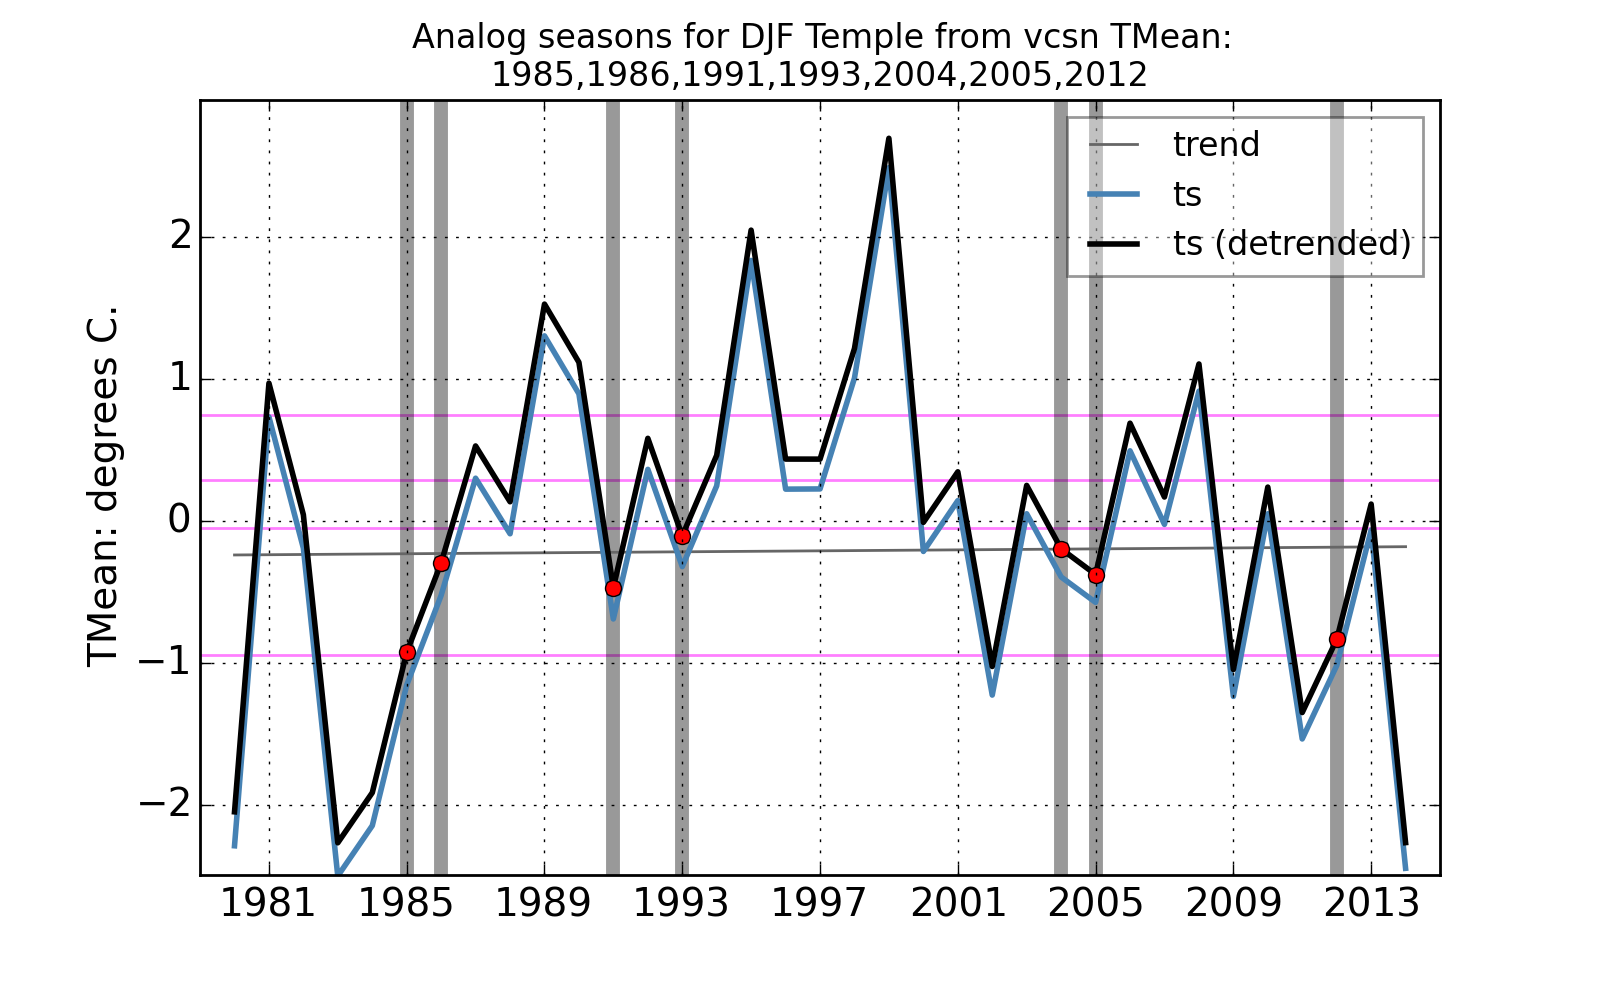 Analog seasons for DJF Temple from vcsn TMean:
1985,1986,1991,1993,2004,2005,2012
trend
ts
ts (detrended)
TMean: degrees C.
2
1
0
−1
−2
1981 1985 1989 1993 1997 2001 2005 2009 2013